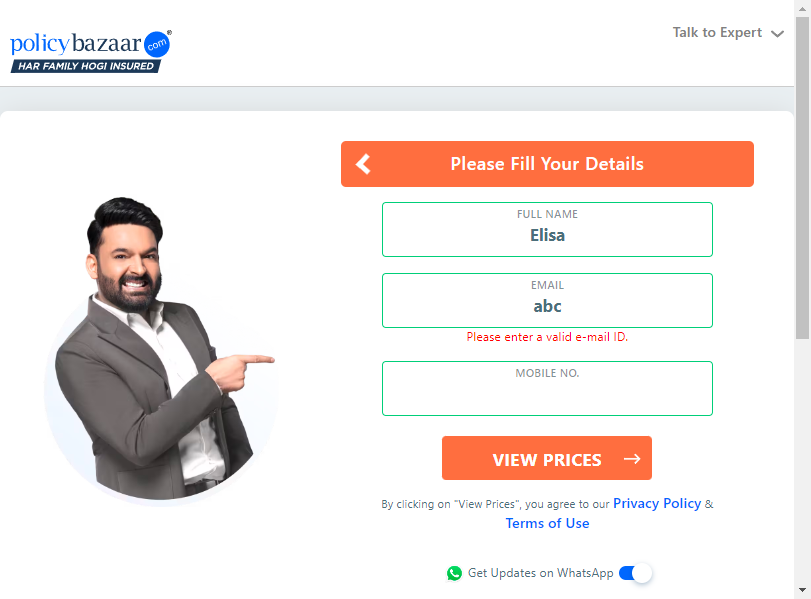 Talk to Expert
policybazaar com ®
HAR FAMILY HOGI INSURED
Please Fill Your Details
FULL NAME
Elisa
EMAIL
abc
Please enter a valid e-mail ID.
MOBILE NO.
VIEW PRICES →
By clicking on "View Prices", you agree to our Privacy Policy &
Terms of Use
Get Updates on WhatsApp